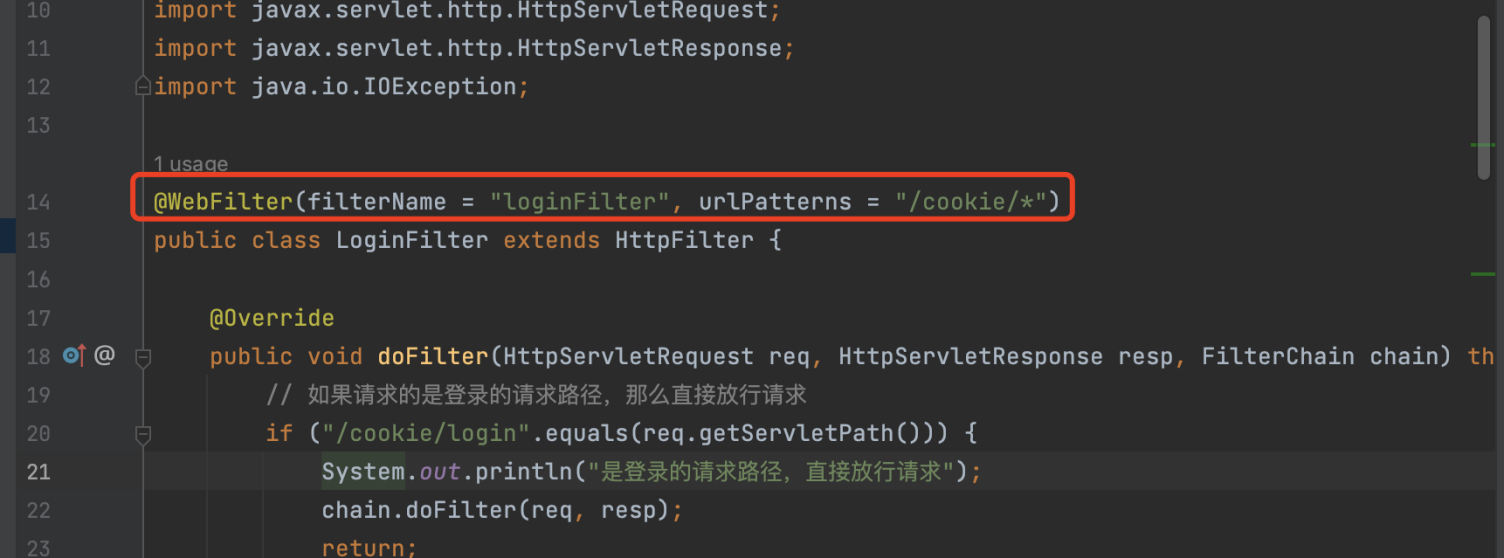 10 import javax.servlet.http.HttpServletRequest;
11 import javax.servlet.http.HttpServletResponse;
12 import java.io.IOException;
13
1 usage
14 @WebFilter(filterName = "loginFilter", urlPatterns = "/cookie/*")
15 public class LoginFilter extends HttpFilter {
16
17 @Override
18 @ public void doFilter(HttpServletRequest req, HttpServletResponse resp, FilterChain chain) th
19 // 如果请求的是登录的请求路径，那么直接放行请求
20 if ("/cookie/login".equals(req.getServletPath())) {
21 System.out.println("是登录的请求路径，直接放行请求");
22 chain.doFilter(req, resp);
23 return;